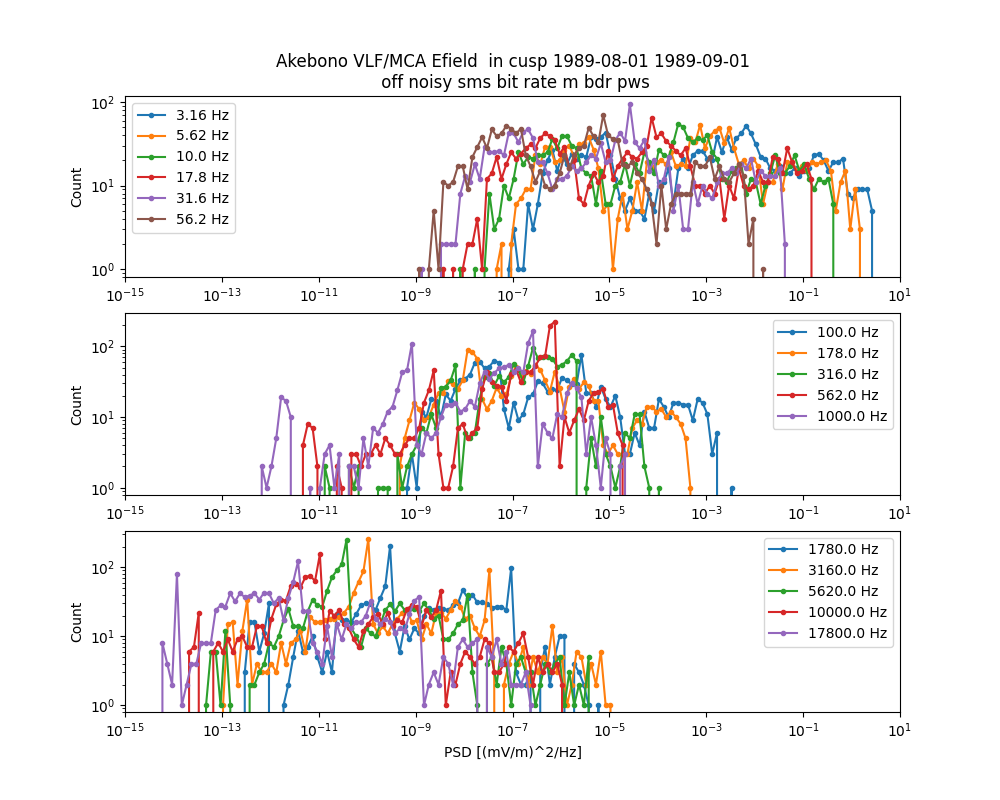 Akebono VLF/MCA Efield  in cusp 1989-08-01 1989-09-01
off noisy sms bit rate m bdr pws
10^2
10^1
10^0
Count
3.16 Hz
5.62 Hz
10.0 Hz
17.8 Hz
31.6 Hz
56.2 Hz
10^-15 10^-13 10^-11 10^-9 10^-7 10^-5 10^-3 10^-1 10^1
10^2
10^1
10^0
Count
100.0 Hz
178.0 Hz
316.0 Hz
562.0 Hz
1000.0 Hz
10^-15 10^-13 10^-11 10^-9 10^-7 10^-5 10^-3 10^-1 10^1
10^2
10^1
10^0
Count
1780.0 Hz
3160.0 Hz
5620.0 Hz
10000.0 Hz
17800.0 Hz
10^-15 10^-13 10^-11 10^-9 10^-7 10^-5 10^-3 10^-1 10^1
PSD [(mV/m)^2/Hz]